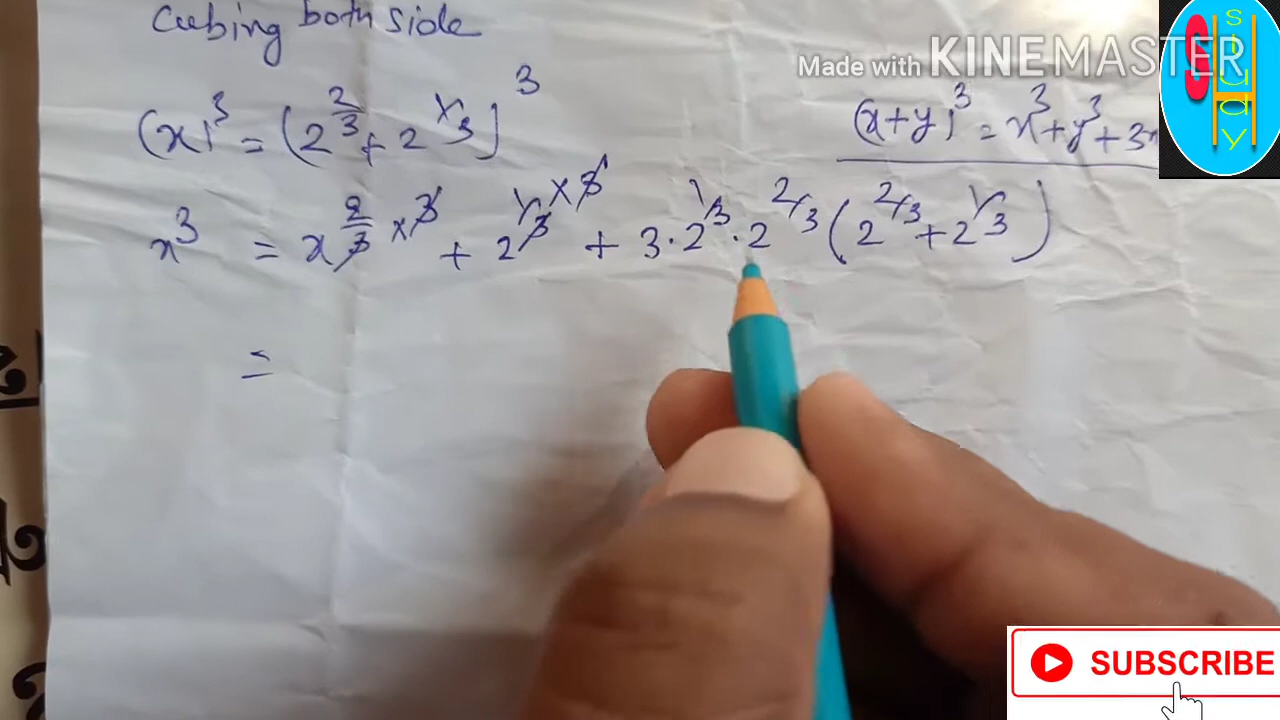 Cubing both side
Made with KINEMASTER
S Study
(x)³ = (2^(2/3) + 2^(1/3))³
(x+y)³ = x³+y³+3x
x³ = x^(2/3 × 3) + 2^(1/3 × 3) + 3·2^(1/3)·2^(2/3) (2^(2/3) + 2^(1/3))
=
SUBSCRIBE